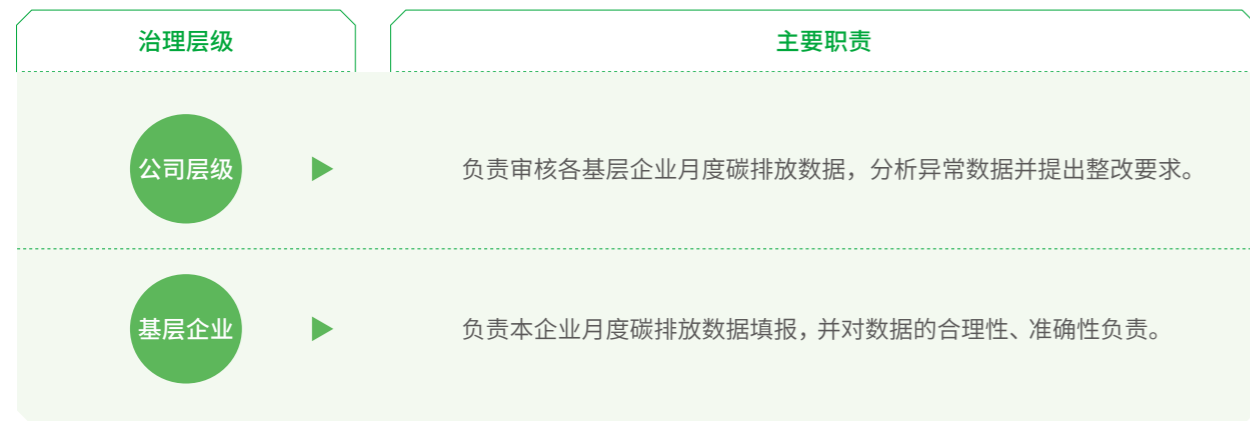 治理层级
主要职责
公司层级
负责审核各基层企业月度碳排放数据，分析异常数据并提出整改要求。
基层企业
负责本企业月度碳排放数据填报，并对数据的合理性、准确性负责。